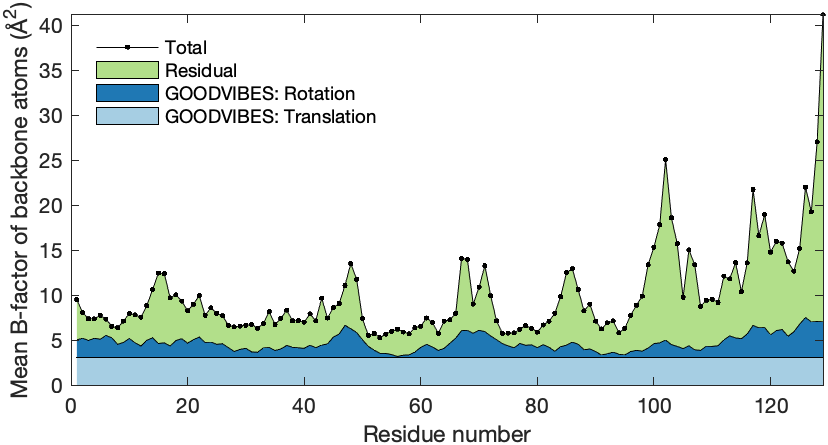 Mean B-factor of backbone atoms (Å²)
40
35
30
25
20
15
10
5
0
Total
Residual
GOODVIBES: Rotation
GOODVIBES: Translation
0 20 40 60 80 100 120
Residue number